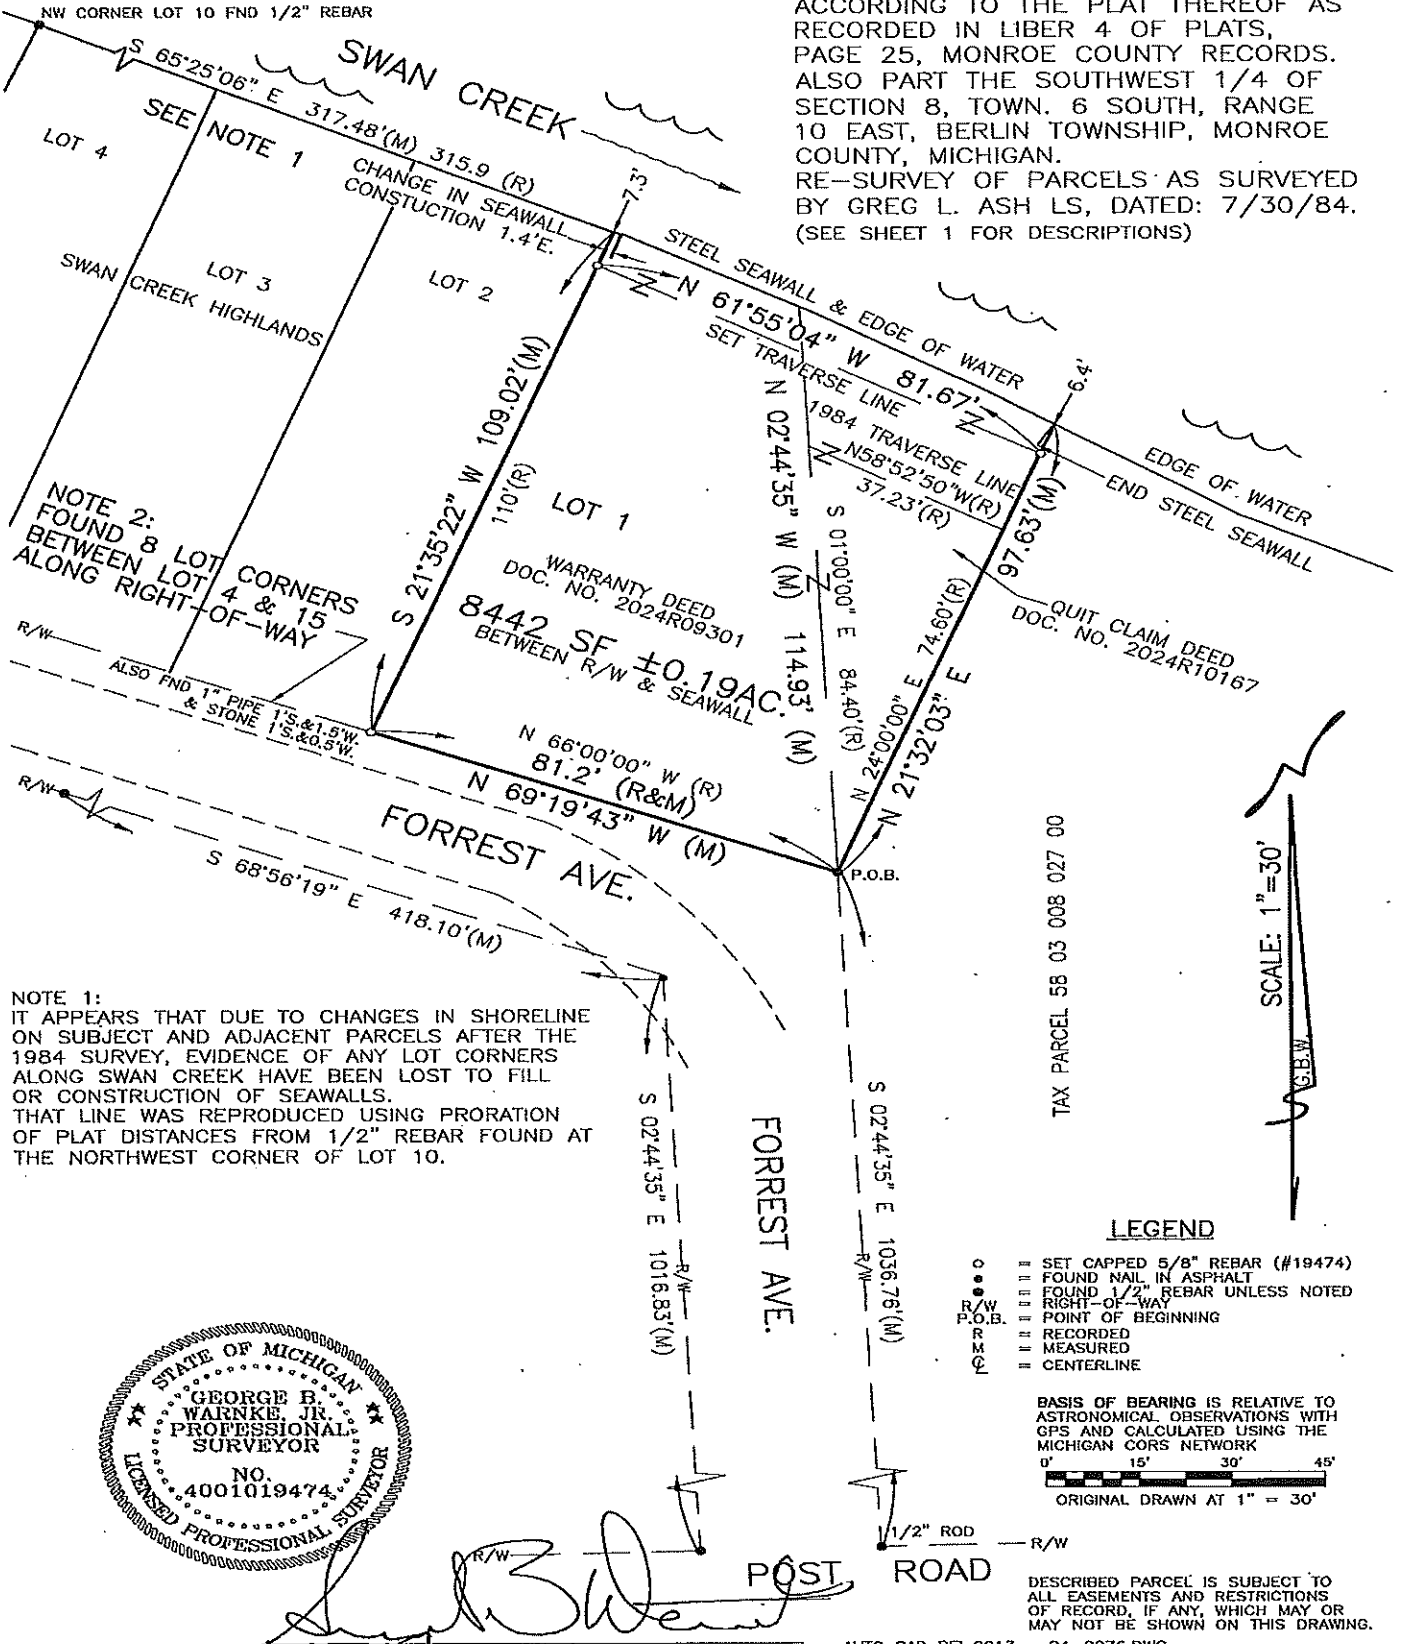 NW CORNER LOT 10 FND 1/2" REBAR
ACCORDING TO THE PLAT THEREOF AS
RECORDED IN LIBER 4 OF PLATS,
PAGE 25, MONROE COUNTY RECORDS.
ALSO PART THE SOUTHWEST 1/4 OF
SECTION 8, TOWN. 6 SOUTH, RANGE
10 EAST, BERLIN TOWNSHIP, MONROE
COUNTY, MICHIGAN.
RE-SURVEY OF PARCELS AS SURVEYED
BY GREG L. ASH LS, DATED: 7/30/84.
(SEE SHEET 1 FOR DESCRIPTIONS)
SWAN CREEK
S 65°25'06" E 317.48'(M) 315.9 (R)
SEE NOTE 1
LOT 4
CHANGE IN SEAWALL
CONSTUCTION 1.4'E.
7.3'
STEEL SEAWALL & EDGE OF WATER
SWAN CREEK HIGHLANDS
LOT 3
LOT 2
N 61°55'04" W 81.67'
SET TRAVERSE LINE
6.4'
1984 TRAVERSE LINE
N58°52'50"W(R)
37.23'(R)
EDGE OF WATER
END STEEL SEAWALL
S 21°35'22" W 109.02'(M)
110'(R)
N 02°44'35" W (M) 114.93' (M)
S 01°00'00" E 84.40'(R)
97.63'(M)
N 24°00'00" E 74.60'(R)
N 21°32'03" E
QUIT CLAIM DEED
DOC. NO. 2024R10167
LOT 1
WARRANTY DEED
DOC. NO. 2024R09301
8442 SF ±0.19AC.
BETWEEN R/W & SEAWALL
NOTE 2:
FOUND 8 LOT CORNERS
BETWEEN LOT 4 & 15
ALONG RIGHT-OF-WAY
R/W
ALSO FND 1" PIPE 1'S.&1.5'W.
& STONE 1'S.&0.5'W.
N 66°00'00" W (R)
81.2' (R&M)
N 69°19'43" W (M)
R/W
FORREST AVE.
S 68°56'19" E 418.10'(M)
P.O.B.
TAX PARCEL 58 03 008 027 00
SCALE: 1"=30'
G.B.W.
NOTE 1:
IT APPEARS THAT DUE TO CHANGES IN SHORELINE
ON SUBJECT AND ADJACENT PARCELS AFTER THE
1984 SURVEY, EVIDENCE OF ANY LOT CORNERS
ALONG SWAN CREEK HAVE BEEN LOST TO FILL
OR CONSTRUCTION OF SEAWALLS.
THAT LINE WAS REPRODUCED USING PRORATION
OF PLAT DISTANCES FROM 1/2" REBAR FOUND AT
THE NORTHWEST CORNER OF LOT 10.
S 02°44'35" E 1016.83'(M)
R/W
FORREST AVE.
S 02°44'35" E 1036.76'(M)
R/W
LEGEND
○ = SET CAPPED 5/8" REBAR (#19474)
● = FOUND NAIL IN ASPHALT
● = FOUND 1/2" REBAR UNLESS NOTED
R/W = RIGHT-OF-WAY
P.O.B. = POINT OF BEGINNING
R = RECORDED
M = MEASURED
℄ = CENTERLINE
BASIS OF BEARING IS RELATIVE TO
ASTRONOMICAL OBSERVATIONS WITH
GPS AND CALCULATED USING THE
MICHIGAN CORS NETWORK
0' 15' 30' 45'
ORIGINAL DRAWN AT 1" = 30'
STATE OF MICHIGAN
GEORGE B.
WARNKE, JR.
PROFESSIONAL
SURVEYOR
NO.
4001019474
LICENSED PROFESSIONAL SURVEYOR
R/W
1/2" ROD
R/W
POST ROAD
DESCRIBED PARCEL IS SUBJECT TO
ALL EASEMENTS AND RESTRICTIONS
OF RECORD, IF ANY, WHICH MAY OR
MAY NOT BE SHOWN ON THIS DRAWING.